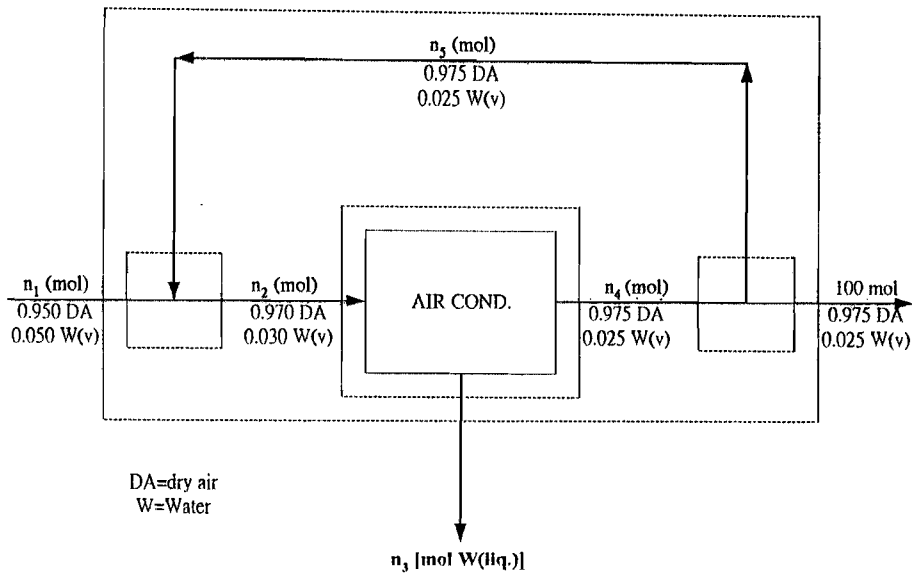 n5 (mol)
0.975 DA
0.025 W(v)
n1 (mol)
0.950 DA
0.050 W(v)
n2 (mol)
0.970 DA
0.030 W(v)
AIR COND.
n4 (mol)
0.975 DA
0.025 W(v)
100 mol
0.975 DA
0.025 W(v)
DA=dry air
W=Water
n3 [mol W(liq.)]